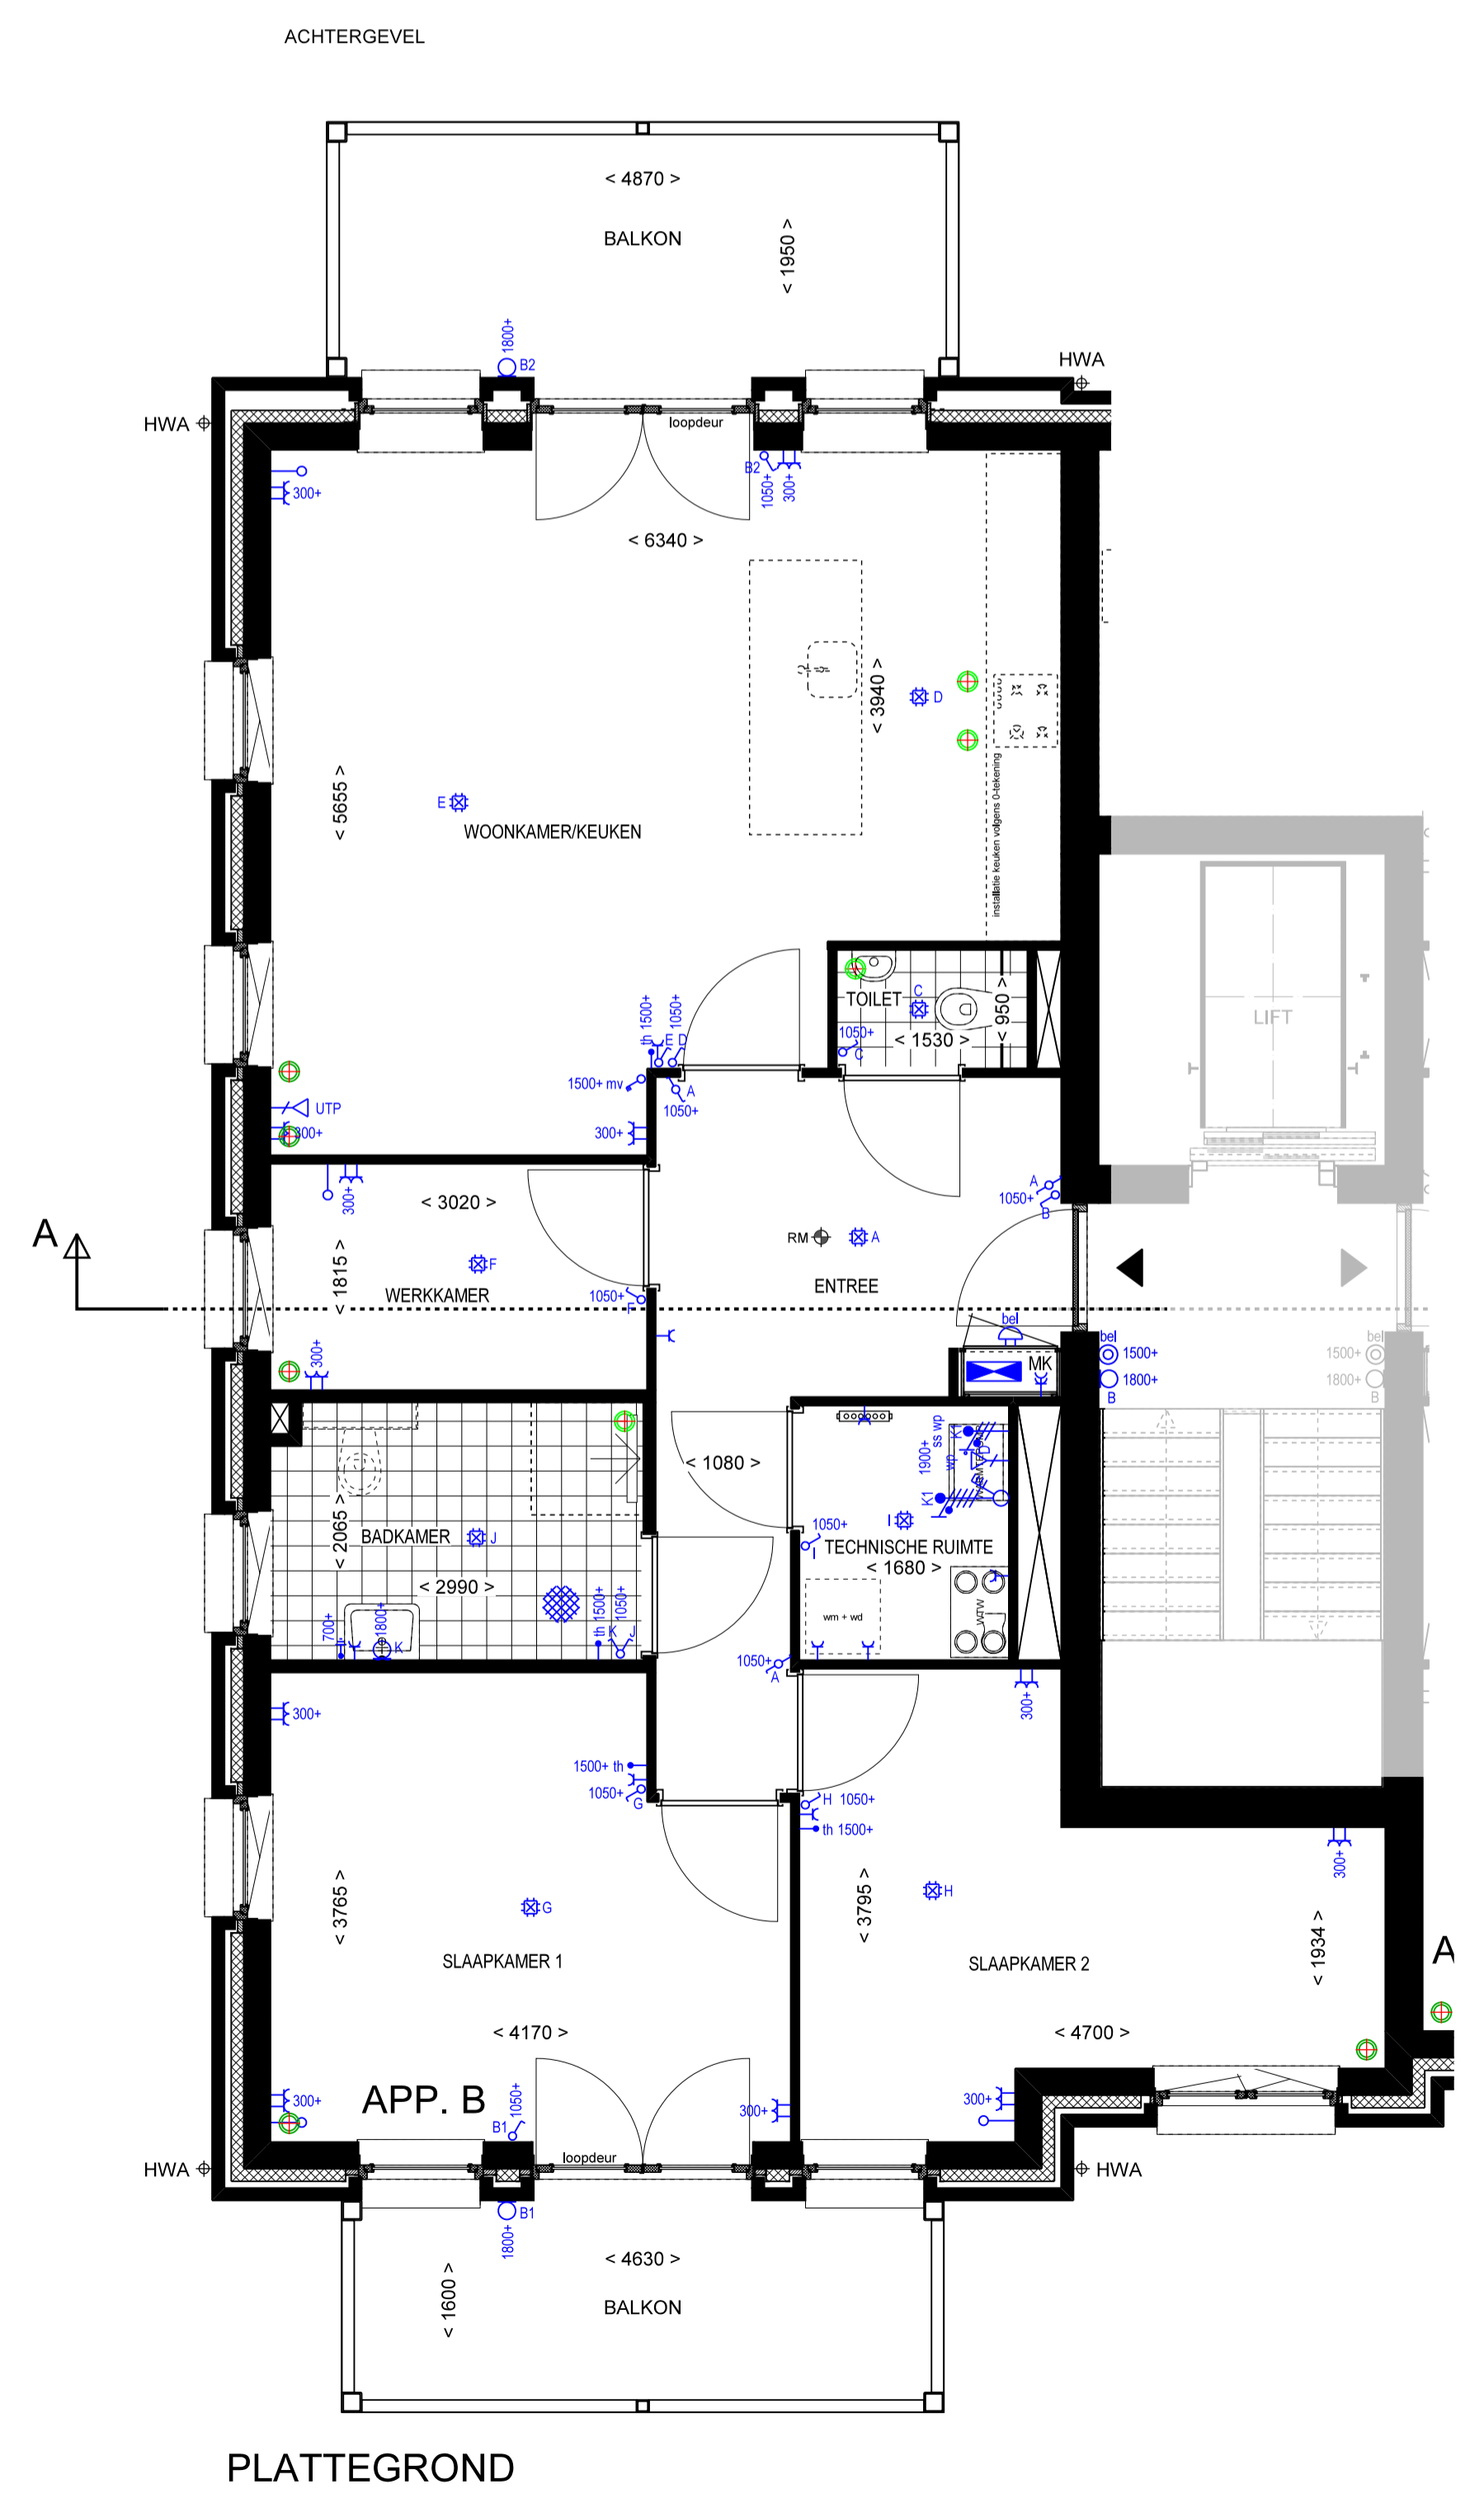 ACHTERGEVEL
< 4870 >
BALKON
< 1950 >
1800+
B2
HWA
HWA
loopdeur
B2
1050+
300+
300+
< 6340 >
< 3940 >
D
E
< 5655 >
WOONKAMER/KEUKEN
installatie keuken volgens 0-tekening
TOILET
C
< 950 >
1050+
C
< 1530 >
LIFT
th 1500+
1050+
E D
1500+ mv
A
1050+
UTP
300+
300+
300+
< 3020 >
A
1050+
B
A
< 1815 >
F
WERKKAMER
1050+
F
RM
A
ENTREE
bel
MK
bel
1500+
1800+
B
bel
1500+
1800+
B
300+
< 1080 >
1900+
ss wp
wp
K1
K1
< 2065 >
BADKAMER
J
I
1050+
I
TECHNISCHE RUIMTE
< 1680 >
< 2990 >
700+
1800+
K
th 1500+
1050+
K J
wm + wd
WTW
1050+
A
300+
300+
1500+ th
1050+
G
H 1050+
th 1500+
300+
< 3765 >
G
< 3795 >
H
< 1934 >
A
SLAAPKAMER 1
SLAAPKAMER 2
< 4170 >
< 4700 >
300+
APP. B
B1
1050+
300+
300+
HWA
loopdeur
HWA
1800+
B1
< 4630 >
< 1600 >
BALKON
PLATTEGROND